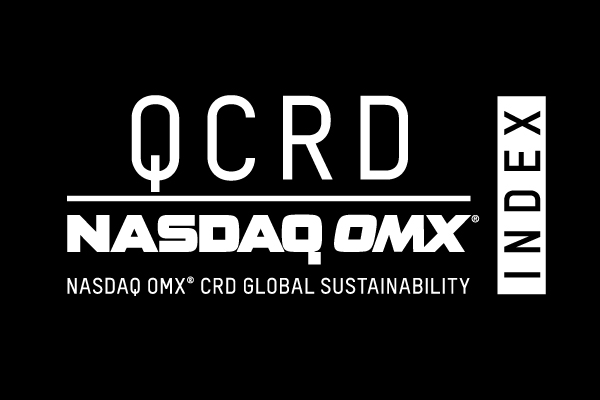 QCRD
NASDAQ OMX®
NASDAQ OMX® CRD GLOBAL SUSTAINABILITY
INDEX